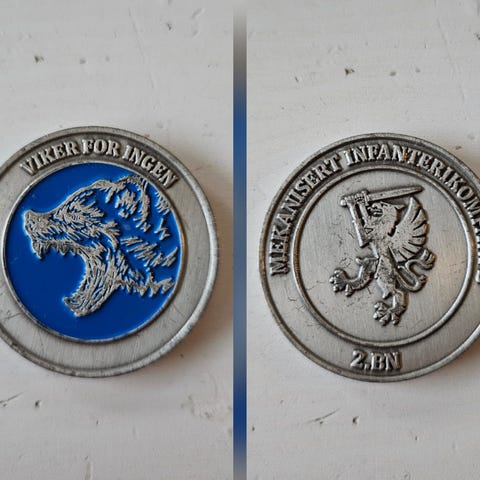 VIKER FOR INGEN
MEKANISERT INFANTERIKOMPANI
2.BN